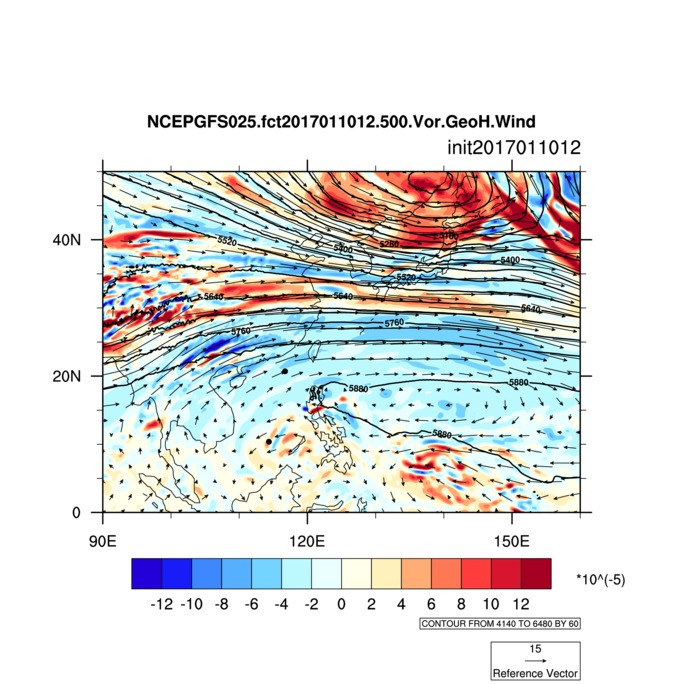 NCEPGFS025.fct2017011012.500.Vor.GeoH.Wind
init2017011012
40N
20N
0
5520
5400
5280
5160
5400
5520
5640
5640
5640
5760
5760
5880
5880
5880
90E 120E 150E
-12 -10 -8 -6 -4 -2 0 2 4 6 8 10 12
*10^(-5)
CONTOUR FROM 4140 TO 6480 BY 60
15
Reference Vector